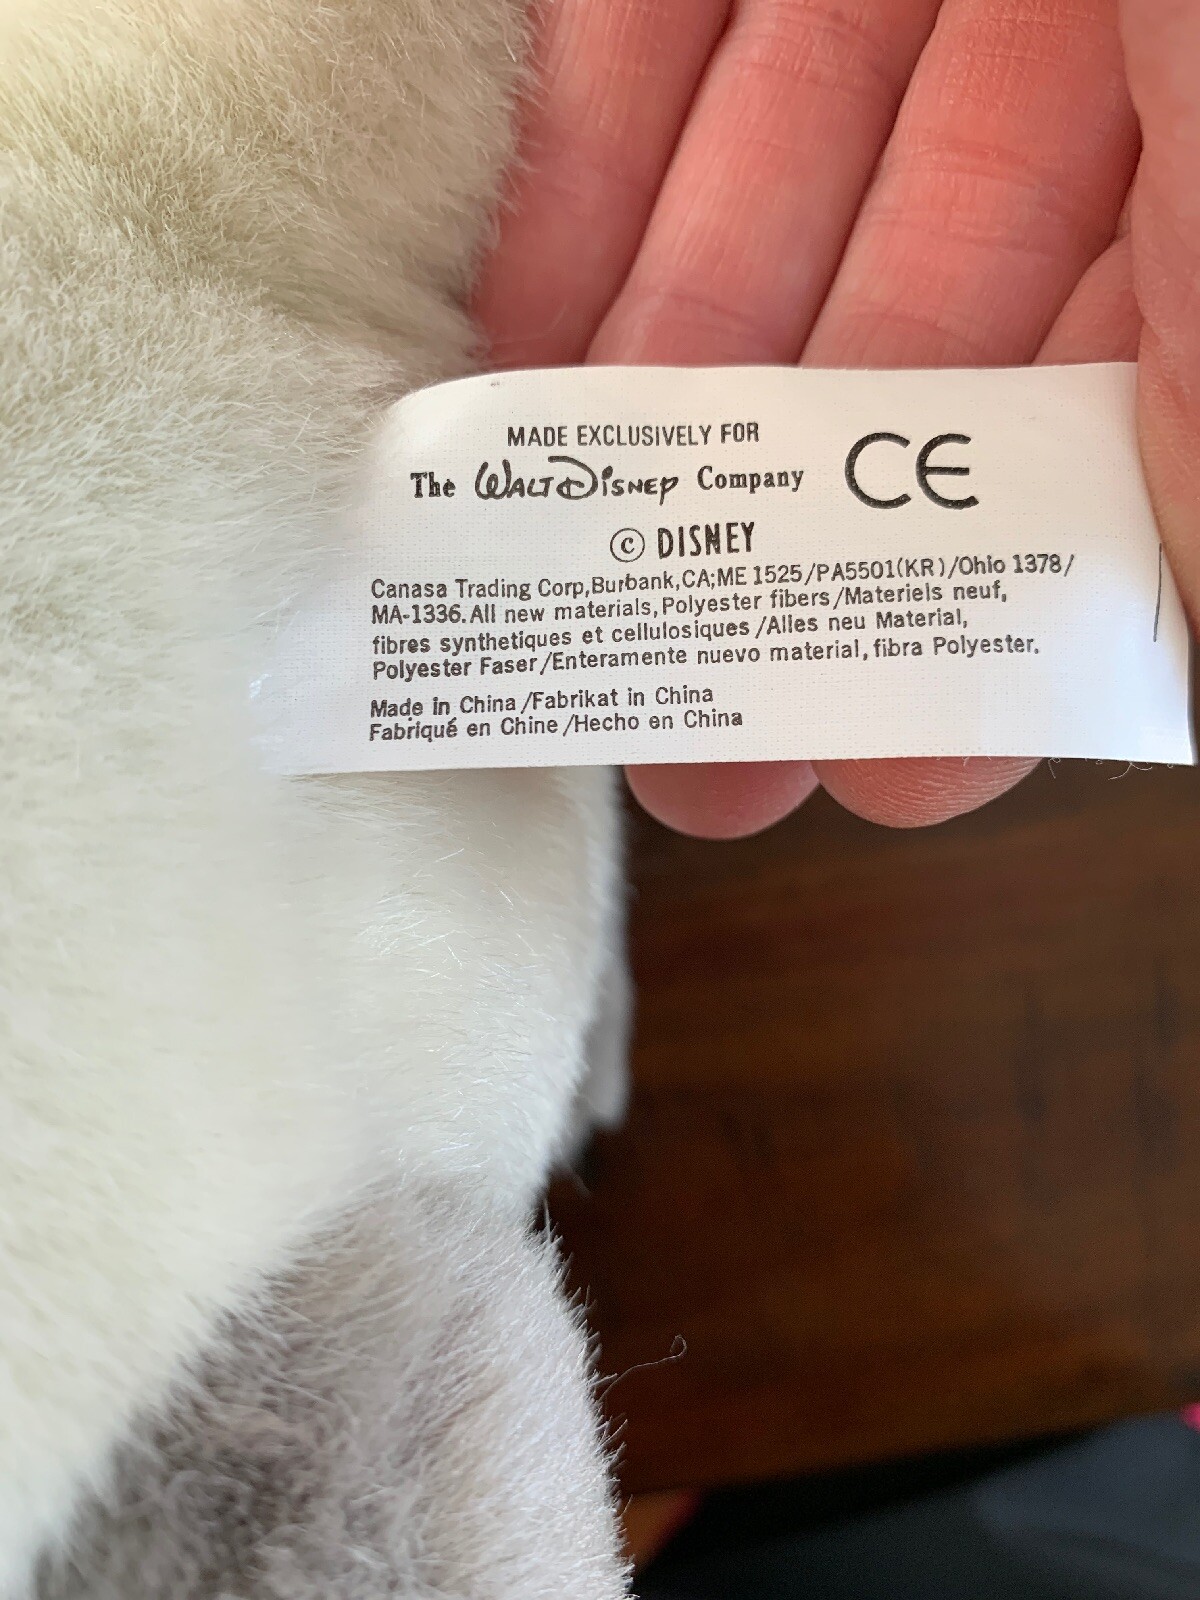 MADE EXCLUSIVELY FOR
The WALT DISNEY Company CE
© DISNEY
Canasa Trading Corp,Burbank,CA;ME 1525/PA5501(KR)/Ohio 1378/
MA-1336. All new materials, Polyester fibers/Materiels neuf,
fibres synthetiques et cellulosiques/Alles neu Material,
Polyester Faser/Enteramente nuevo material, fibra Polyester.
Made in China/Fabrikat in China
Fabriqué en Chine/Hecho en China